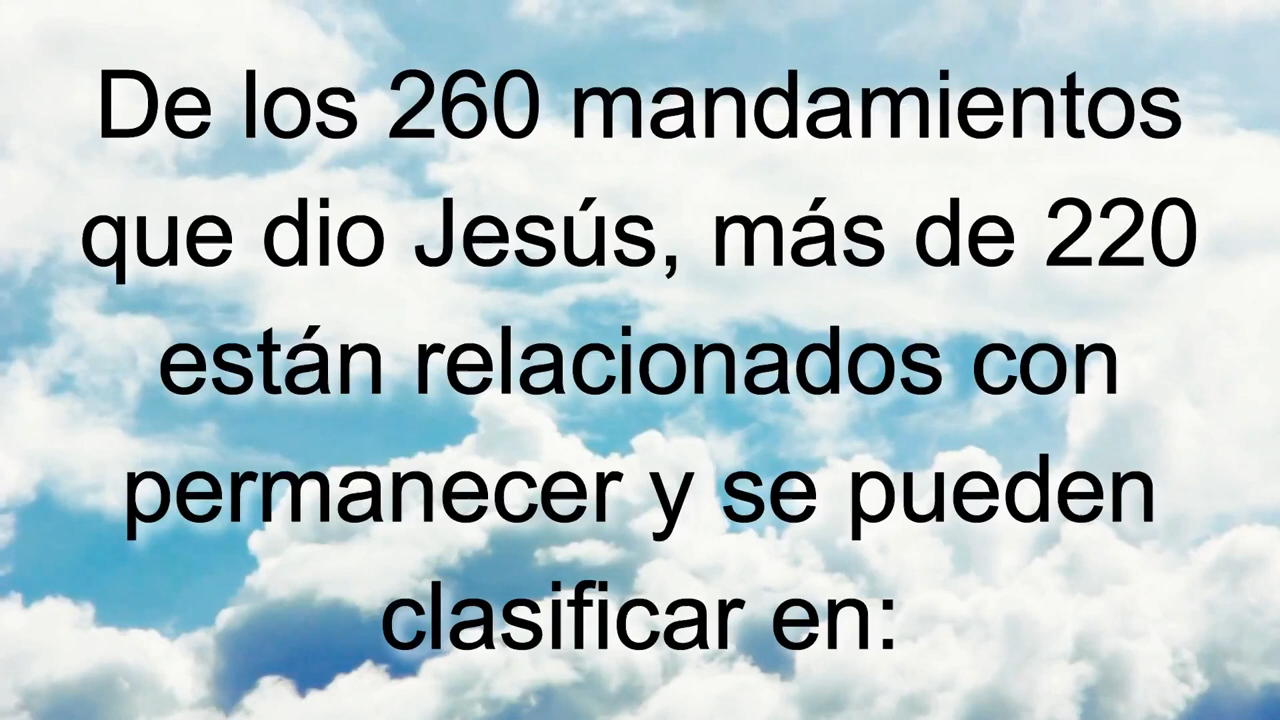 De los 260 mandamientos
que dio Jesús, más de 220
están relacionados con
permanecer y se pueden
clasificar en: